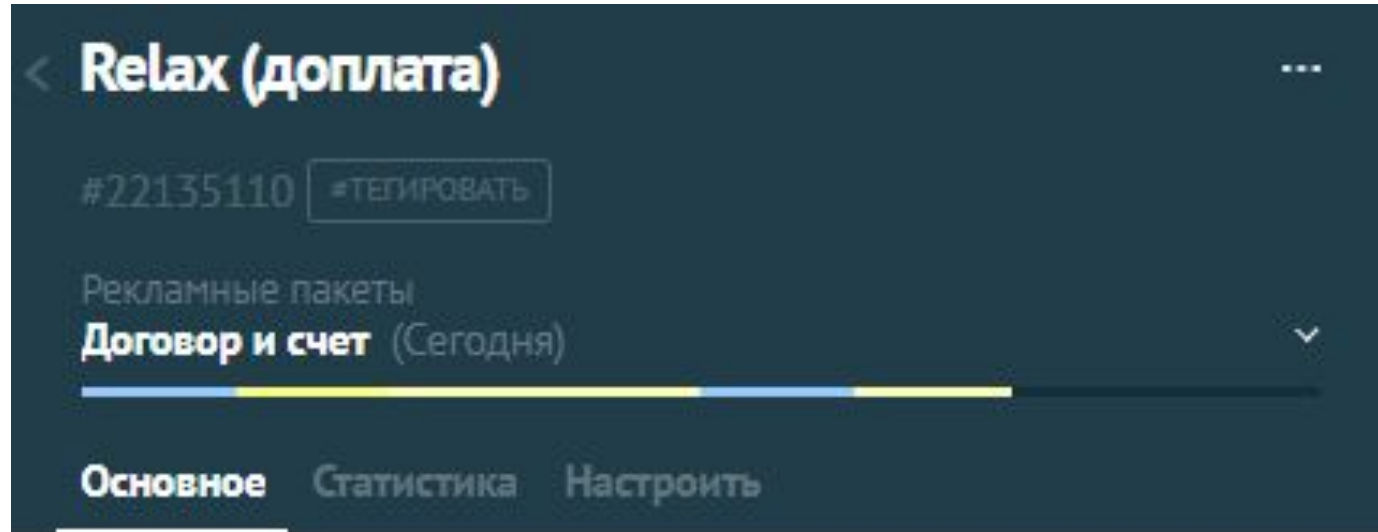 < Relax (доплата) ...
#22135110 #ТЕГИРОВАТЬ
Рекламные пакеты
Договор и счет (Сегодня)
Основное Статистика Настроить